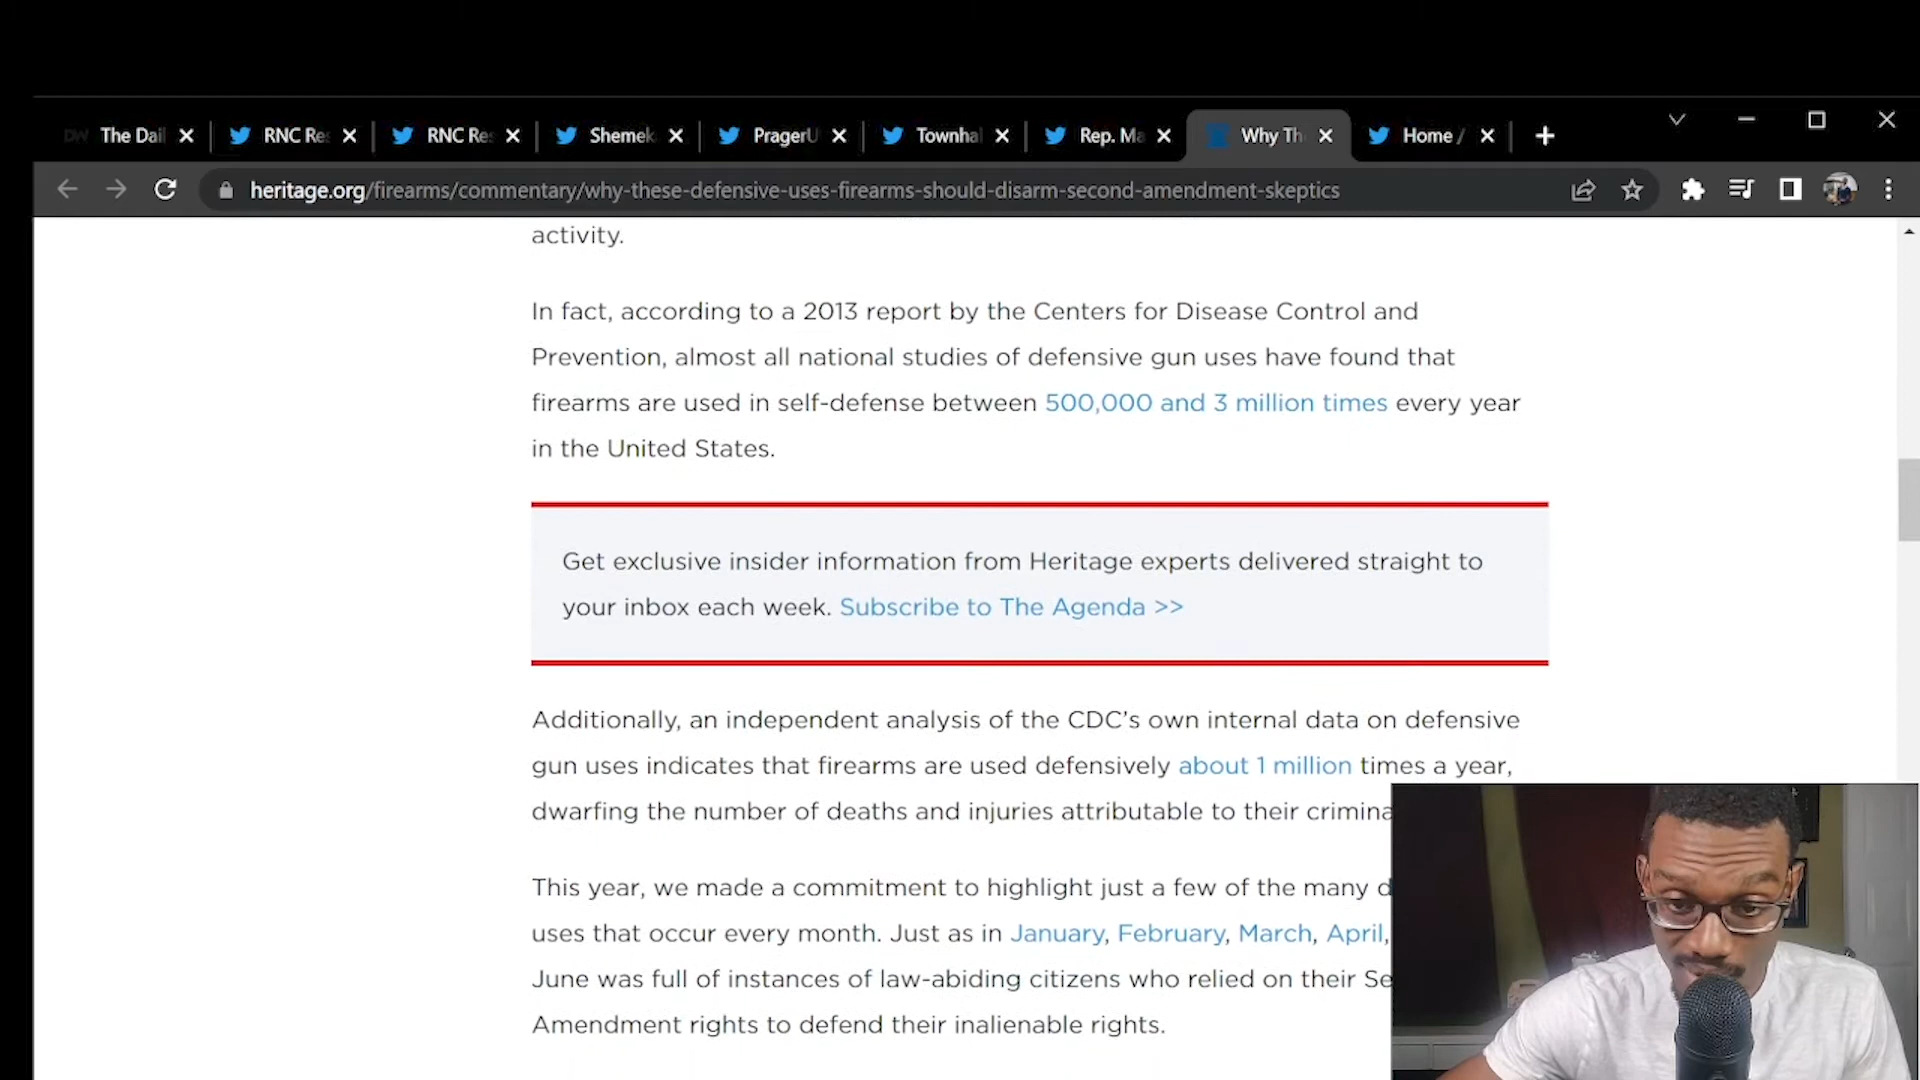 The Dail
RNC Re
RNC Re
Shemek
PragerU
Townhal
Rep. Ma
Why Th
Home /
heritage.org/firearms/commentary/why-these-defensive-uses-firearms-should-disarm-second-amendment-skeptics
activity.
In fact, according to a 2013 report by the Centers for Disease Control and
Prevention, almost all national studies of defensive gun uses have found that
firearms are used in self-defense between 500,000 and 3 million times every year
in the United States.
Get exclusive insider information from Heritage experts delivered straight to
your inbox each week. Subscribe to The Agenda >>
Additionally, an independent analysis of the CDC’s own internal data on defensive
gun uses indicates that firearms are used defensively about 1 million times a year,
dwarfing the number of deaths and injuries attributable to their crimina
This year, we made a commitment to highlight just a few of the many d
uses that occur every month. Just as in January, February, March, April,
June was full of instances of law-abiding citizens who relied on their Se
Amendment rights to defend their inalienable rights.